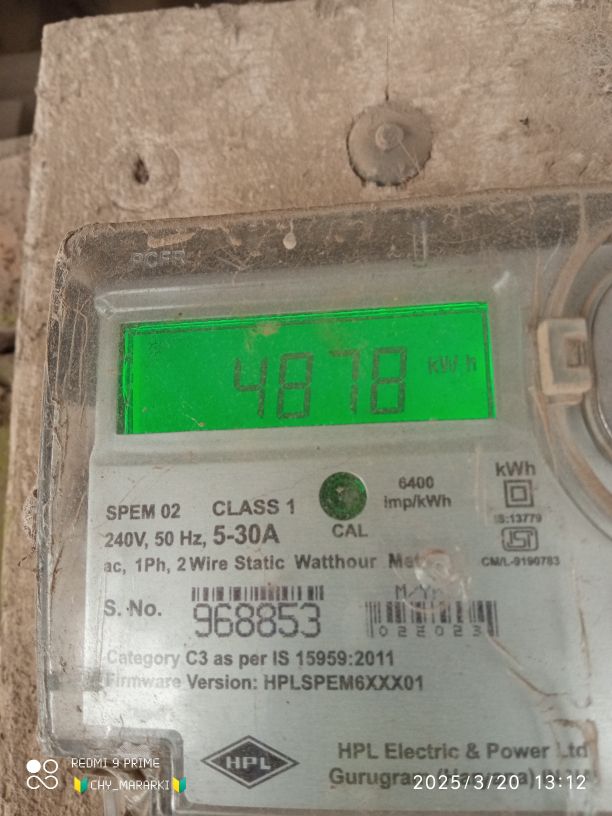 4878 kWh
kWh
6400
imp/kWh
SPEM 02 CLASS 1
IS:13779
240V, 50 Hz, 5-30A
CAL
CM/L-9190783
ac, 1Ph, 2 Wire Static Watthour
S. No. 968853
M/YR
022023
Category C3 as per IS 15959:2011
Firmware Version: HPLSPEM6XXX01
HPL
HPL Electric & Power Ltd
REDMI 9 PRIME
CHY_MARARKI
2025/3/20 13:12